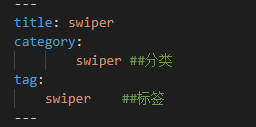 ---
title: swiper
category:
swiper ##分类
tag:
swiper ##标签
---